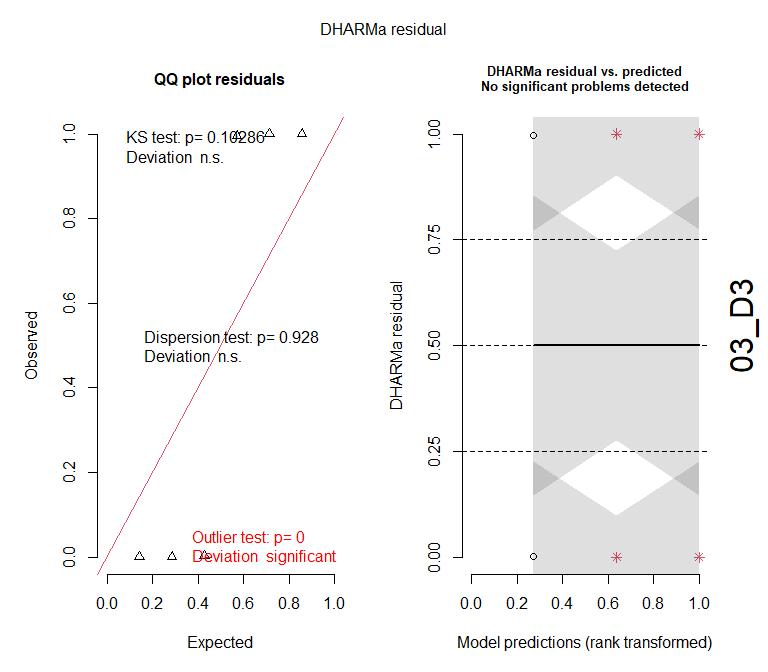 DHARMa residual
QQ plot residuals
KS test: p= 0.10286
Deviation n.s.
Dispersion test: p= 0.928
Deviation n.s.
Outlier test: p= 0
Deviation significant
Observed
0.0 0.2 0.4 0.6 0.8 1.0
0.0 0.2 0.4 0.6 0.8 1.0
Expected
DHARMa residual vs. predicted
No significant problems detected
DHARMa residual
0.00 0.25 0.50 0.75 1.00
0.0 0.2 0.4 0.6 0.8 1.0
Model predictions (rank transformed)
03_D3